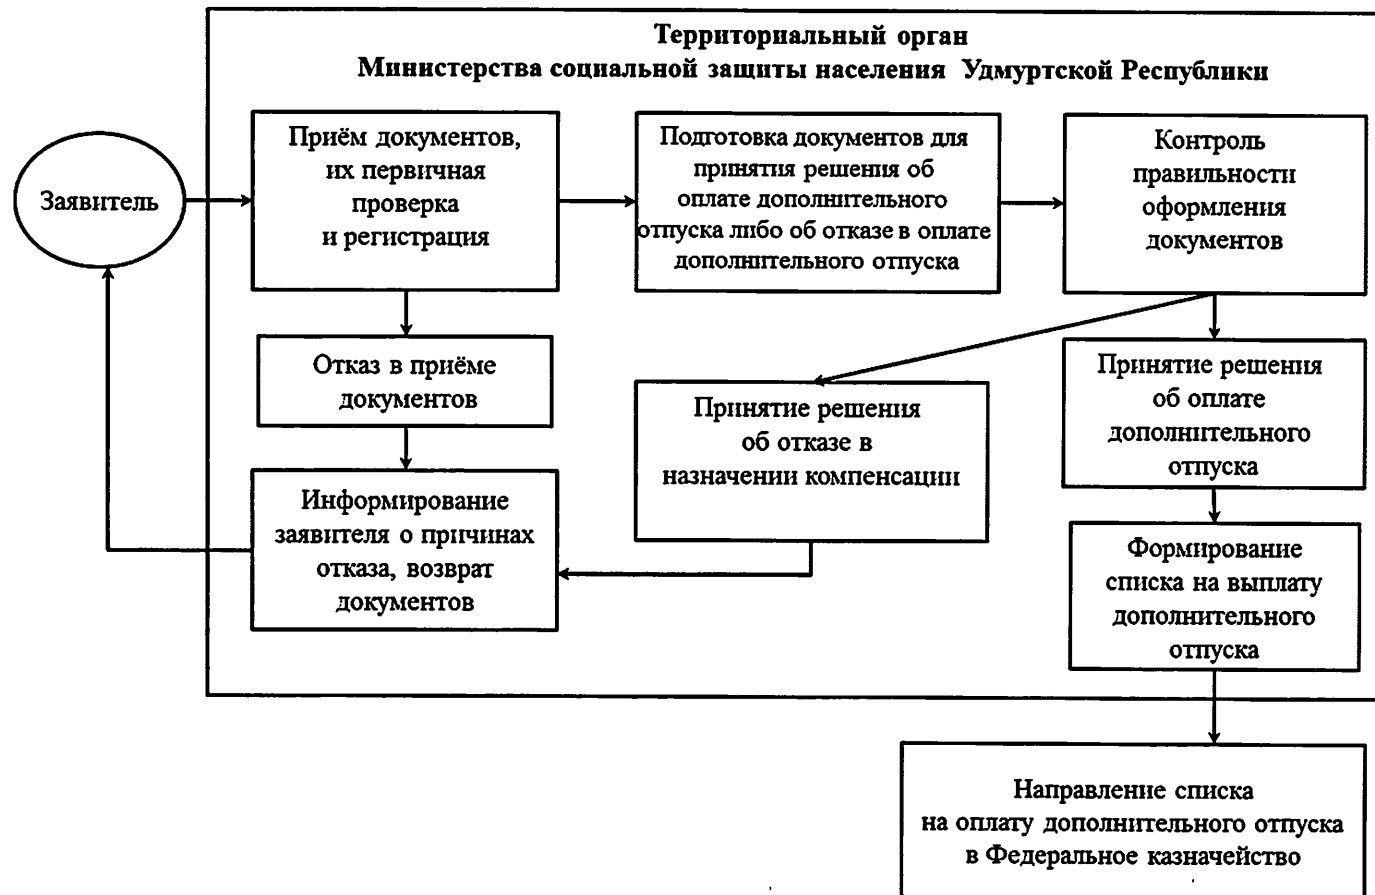 Территориальный орган
Министерства социальной защиты населения Удмуртской Республики
Заявитель
Приём документов,
их первичная
проверка
и регистрация
Подготовка документов для
принятия решения об
оплате дополнительного
отпуска либо об отказе в оплате
дополнительного отпуска
Контроль
правильности
оформления
документов
Отказ в приёме
документов
Принятие решения
об отказе в
назначении компенсации
Принятие решения
об оплате
дополнительного
отпуска
Информирование
заявителя о причинах
отказа, возврат
документов
Формирование
списка на выплату
дополнительного
отпуска
Направление списка
на оплату дополнительного отпуска
в Федеральное казначейство